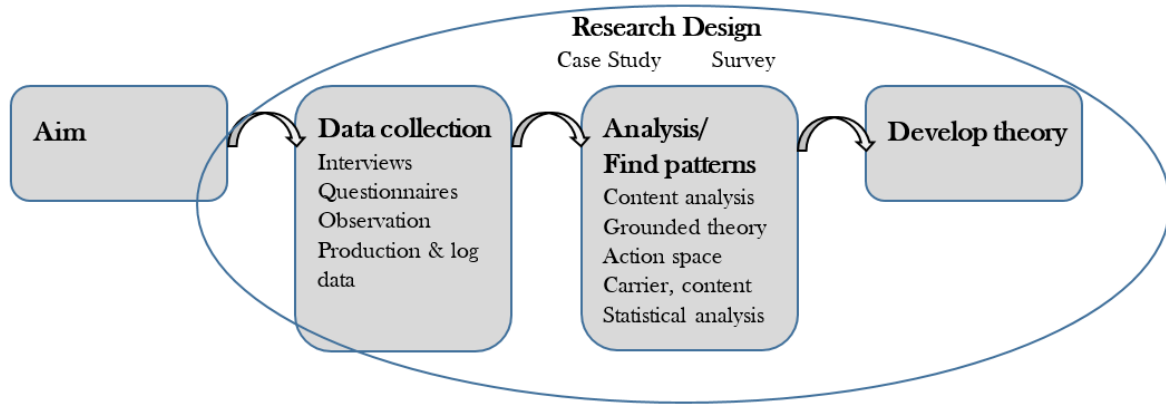 Research Design
Case Study Survey
Aim
Data collection
Interviews
Questionnaires
Observation
Production & log
data
Analysis/
Find patterns
Content analysis
Grounded theory
Action space
Carrier, content
Statistical analysis
Develop theory